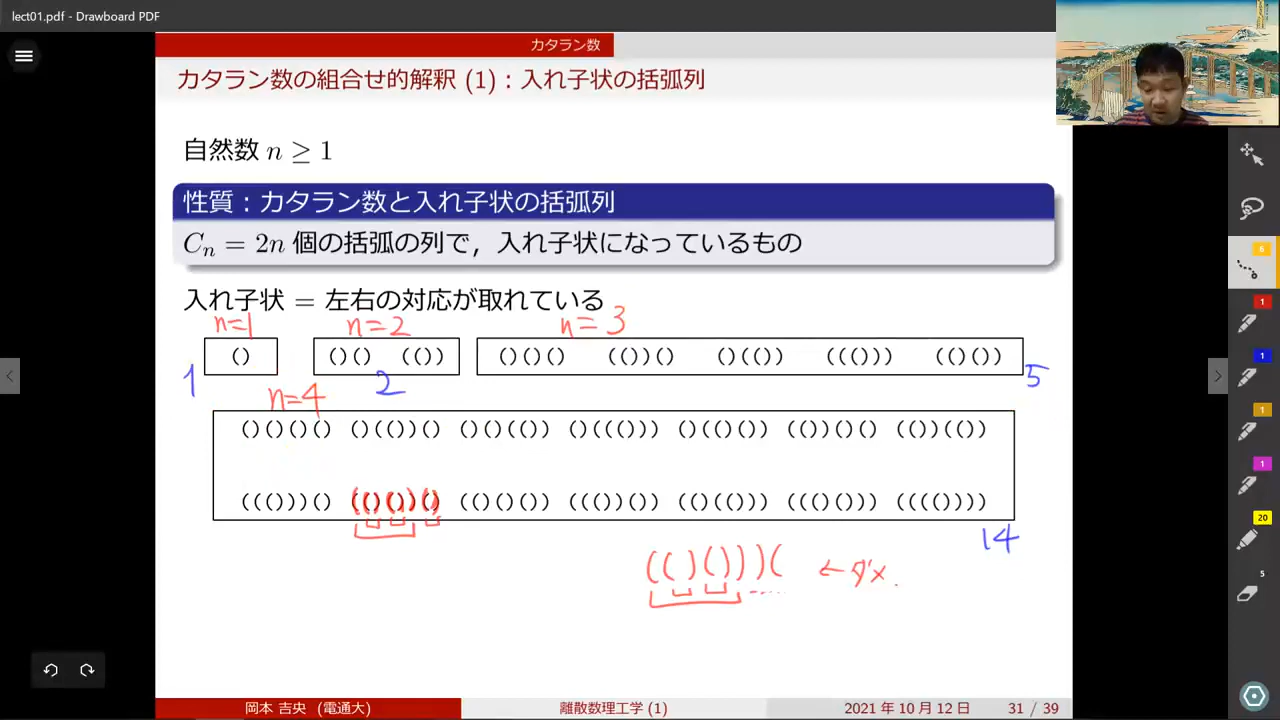 lect01.pdf - Drawboard PDF
カタラン数
カタラン数の組合せ的解釈 (1) : 入れ子状の括弧列
自然数 n ≥ 1
性質:カタラン数と入れ子状の括弧列
Cn = 2n 個の括弧の列で,入れ子状になっているもの
入れ子状 = 左右の対応が取れている
n=1 n=2 n=3
() ()() (()) ()()() (())() ()(()) ((())) (()())
1 2 5
n=4
()()()() ()(())() ()()(()) ()((())) ()(()()) (())()() (())(())
((()))() (()())() (()()()) ((())()) (()(())) ((()())) (((())))
14
(()()))( ← ダメ.
岡本 吉央 (電通大) 離散数理工学 (1) 2021 年 10 月 12 日 31 / 39
6
1
1
1
1
20
5